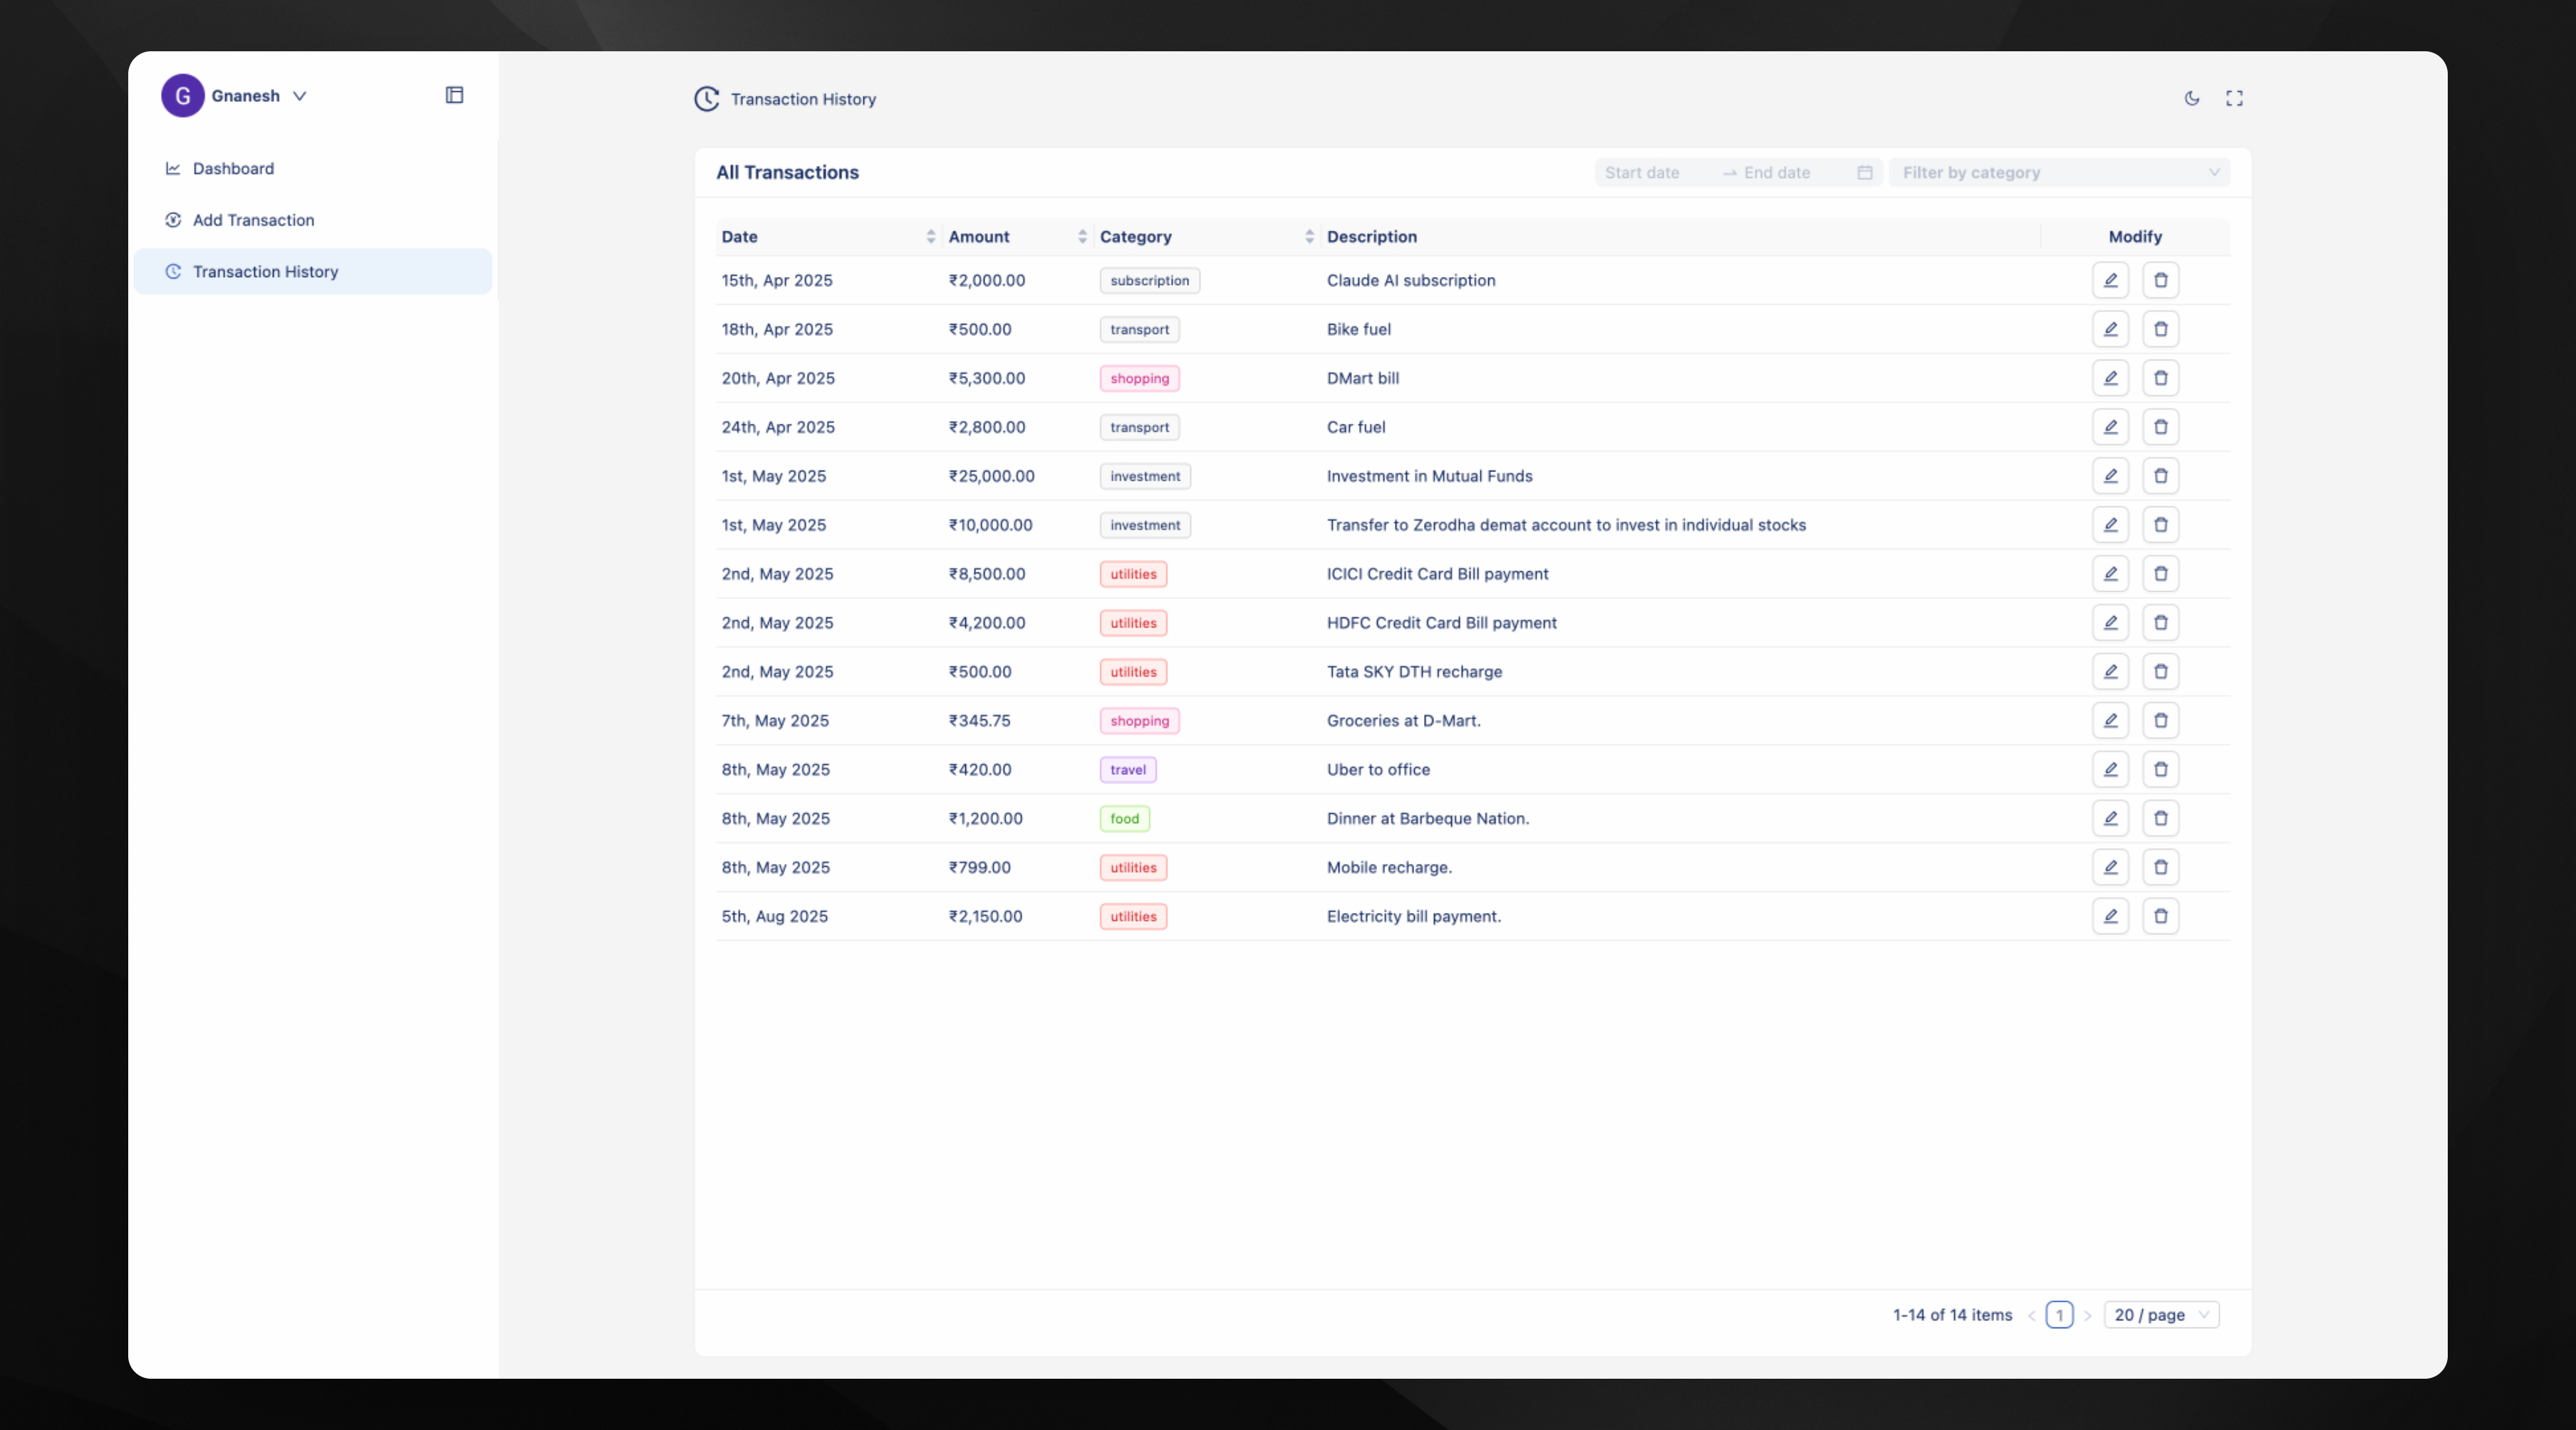 G Gnanesh
Dashboard
Add Transaction
Transaction History
Transaction History
All Transactions
Start date End date Filter by category
Date Amount Category Description Modify
15th, Apr 2025 ₹2,000.00 subscription Claude AI subscription
18th, Apr 2025 ₹500.00 transport Bike fuel
20th, Apr 2025 ₹5,300.00 shopping DMart bill
24th, Apr 2025 ₹2,800.00 transport Car fuel
1st, May 2025 ₹25,000.00 investment Investment in Mutual Funds
1st, May 2025 ₹10,000.00 investment Transfer to Zerodha demat account to invest in individual stocks
2nd, May 2025 ₹8,500.00 utilities ICICI Credit Card Bill payment
2nd, May 2025 ₹4,200.00 utilities HDFC Credit Card Bill payment
2nd, May 2025 ₹500.00 utilities Tata SKY DTH recharge
7th, May 2025 ₹345.75 shopping Groceries at D-Mart.
8th, May 2025 ₹420.00 travel Uber to office
8th, May 2025 ₹1,200.00 food Dinner at Barbeque Nation.
8th, May 2025 ₹799.00 utilities Mobile recharge.
5th, Aug 2025 ₹2,150.00 utilities Electricity bill payment.
1-14 of 14 items 1 20 / page